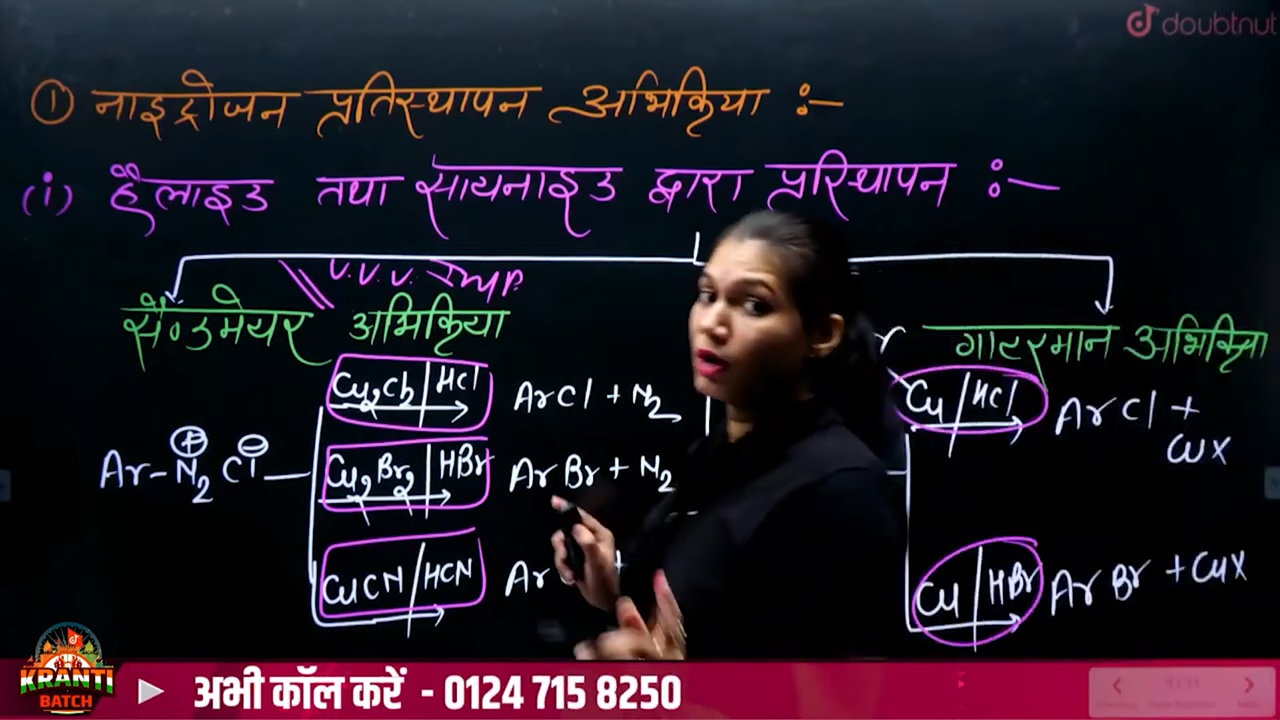 doubtnut
① नाइट्रोजन प्रतिस्थापन अभिक्रिया :-
(i) हैलाइड तथा सायनाइड द्वारा प्रस्थापन :-
V.V.V. Imp.
सैण्डमेयर अभिक्रिया
गाटरमान अभिक्रिया
Cu2Cl2 | HCl ArCl + N2
Cu | HCl ArCl + CuX
Ar-N2⊕ Cl⊖
Cu2Br2 | HBr ArBr + N2
CuCN / HCN Ar
Cu | HBr ArBr + CuX
KRANTI BATCH
अभी कॉल करें - 0124 715 8250